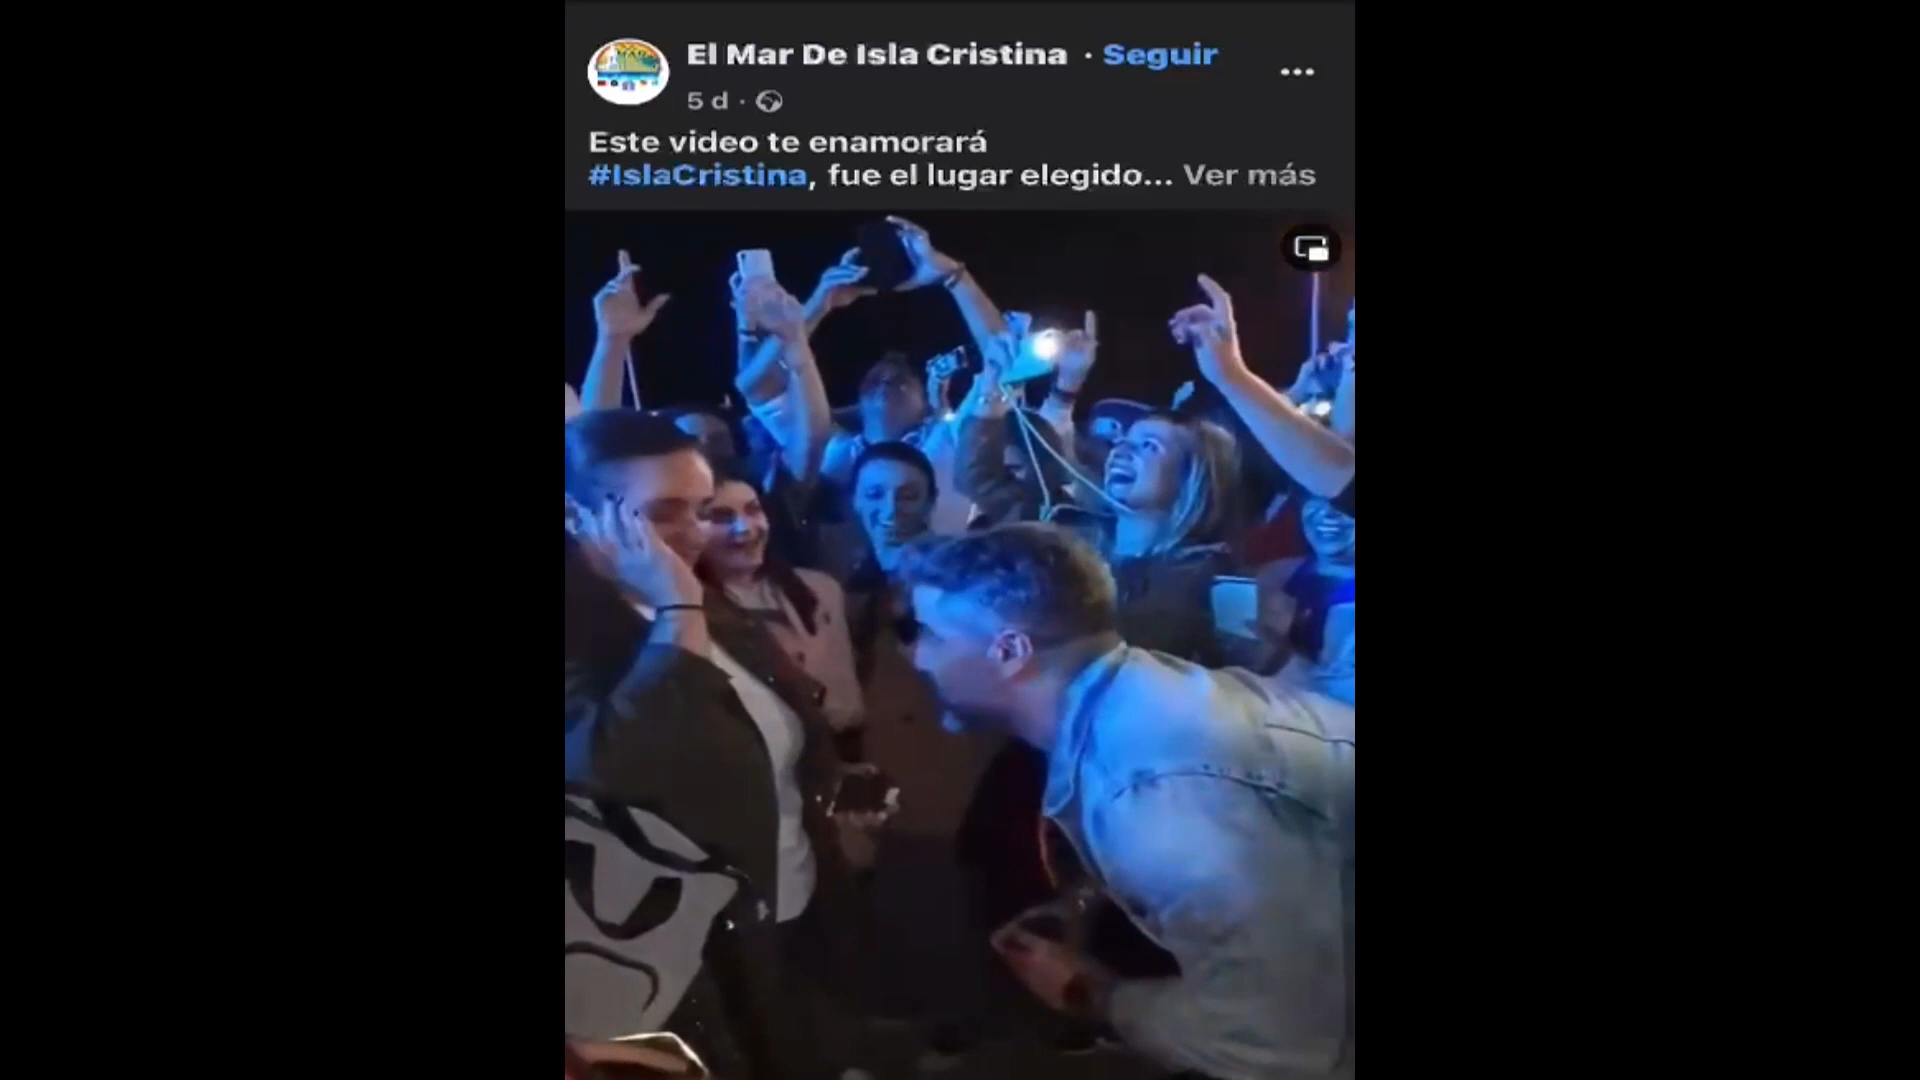 El Mar De Isla Cristina · Seguir
5 d ·
Este video te enamorará
#IslaCristina, fue el lugar elegido... Ver más